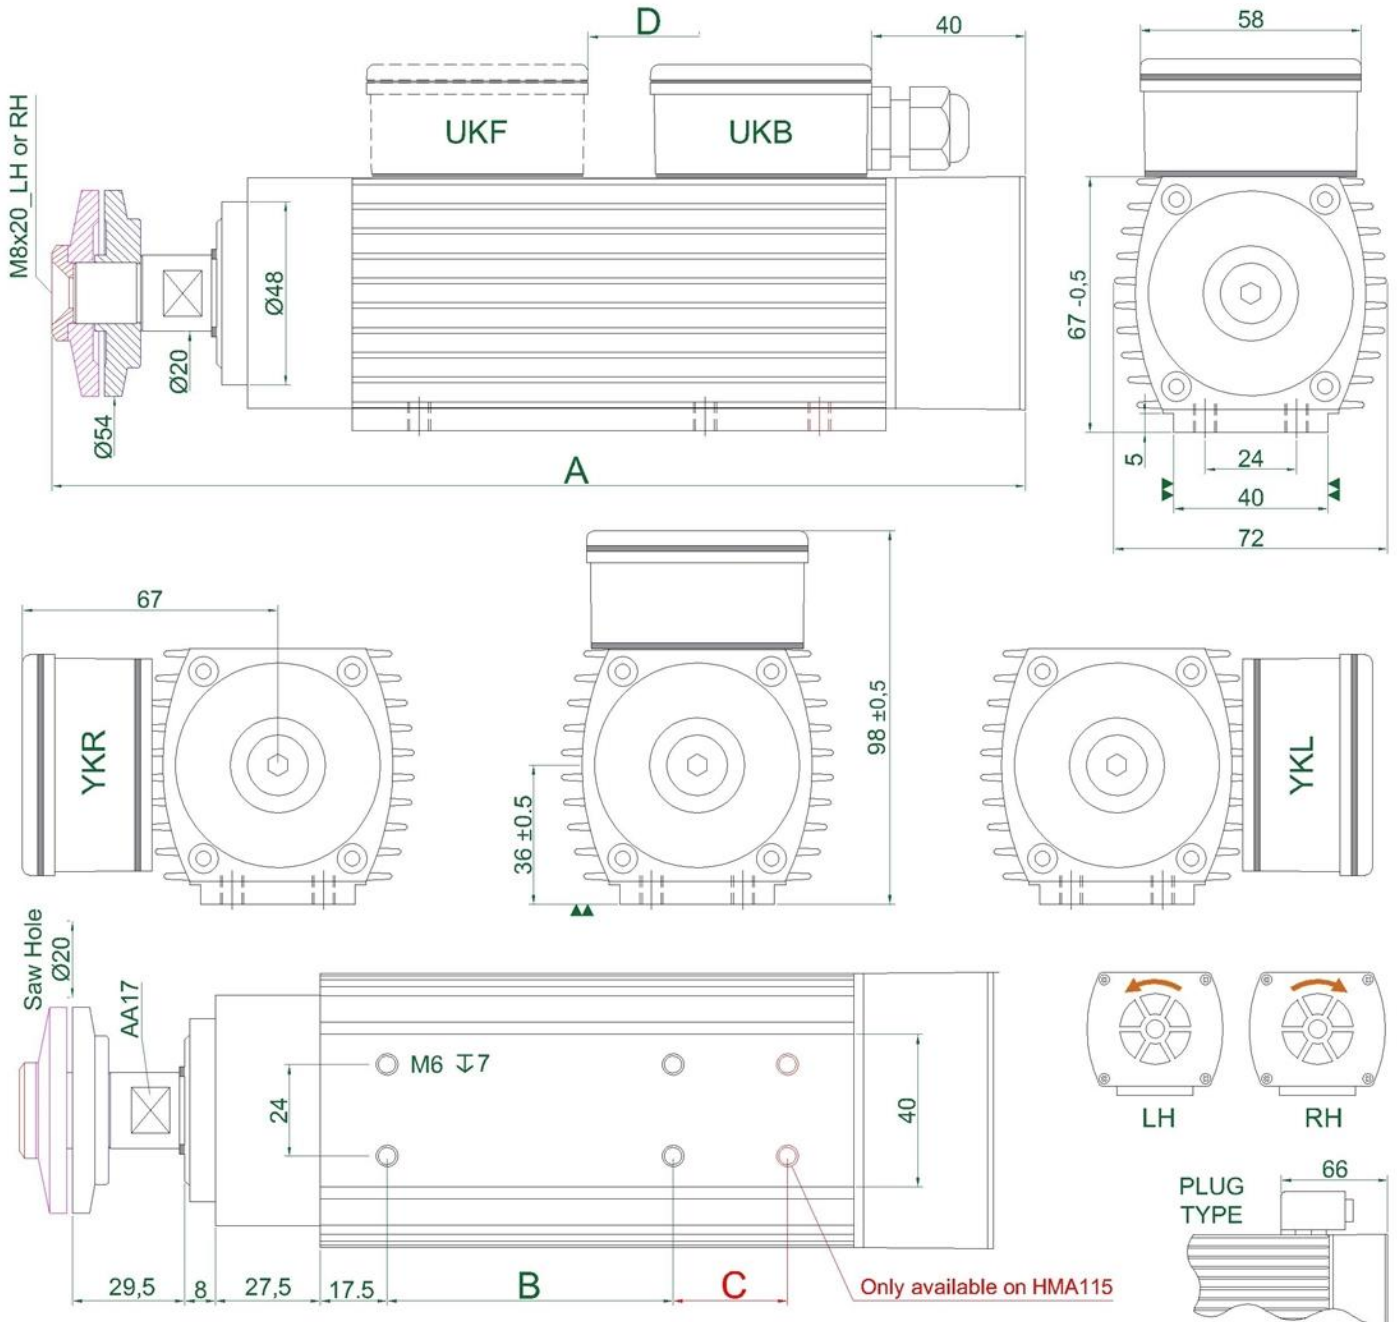 D
40
58
M8x20_LH or RH
UKF
UKB
Ø48
Ø20
Ø54
67 -0,5
A
5
24
40
72
67
YKR
98 ±0,5
36 ±0.5
YKL
Saw Hole
Ø20
AA17
M6 ↧7
24
40
LH
RH
66
PLUG
TYPE
29,5
8
27,5
17.5
B
C
Only available on HMA115